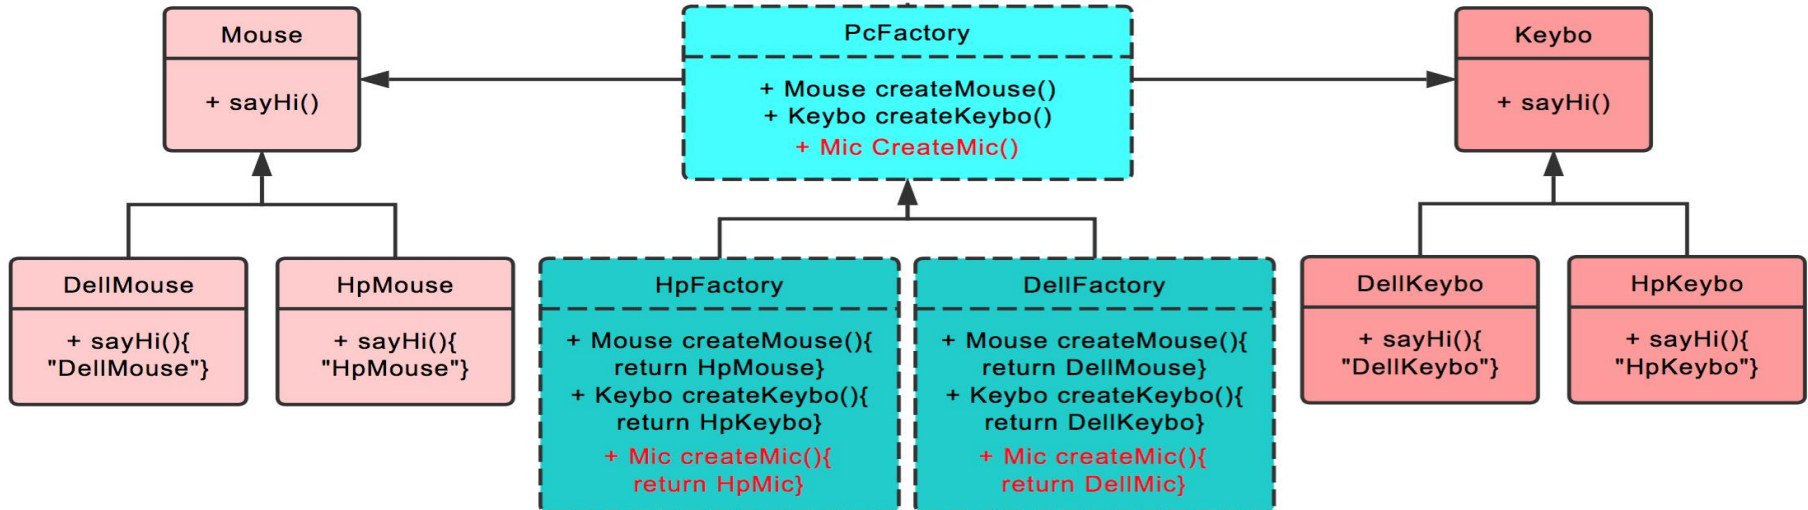 Mouse
+ sayHi()
PcFactory
+ Mouse createMouse()
+ Keybo createKeybo()
+ Mic CreateMic()
Keybo
+ sayHi()
DellMouse
+ sayHi(){
"DellMouse"}
HpMouse
+ sayHi(){
"HpMouse"}
HpFactory
+ Mouse createMouse(){
return HpMouse}
+ Keybo createKeybo(){
return HpKeybo}
+ Mic createMic(){
return HpMic}
DellFactory
+ Mouse createMouse(){
return DellMouse}
+ Keybo createKeybo(){
return DellKeybo}
+ Mic createMic(){
return DellMic}
DellKeybo
+ sayHi(){
"DellKeybo"}
HpKeybo
+ sayHi(){
"HpKeybo"}